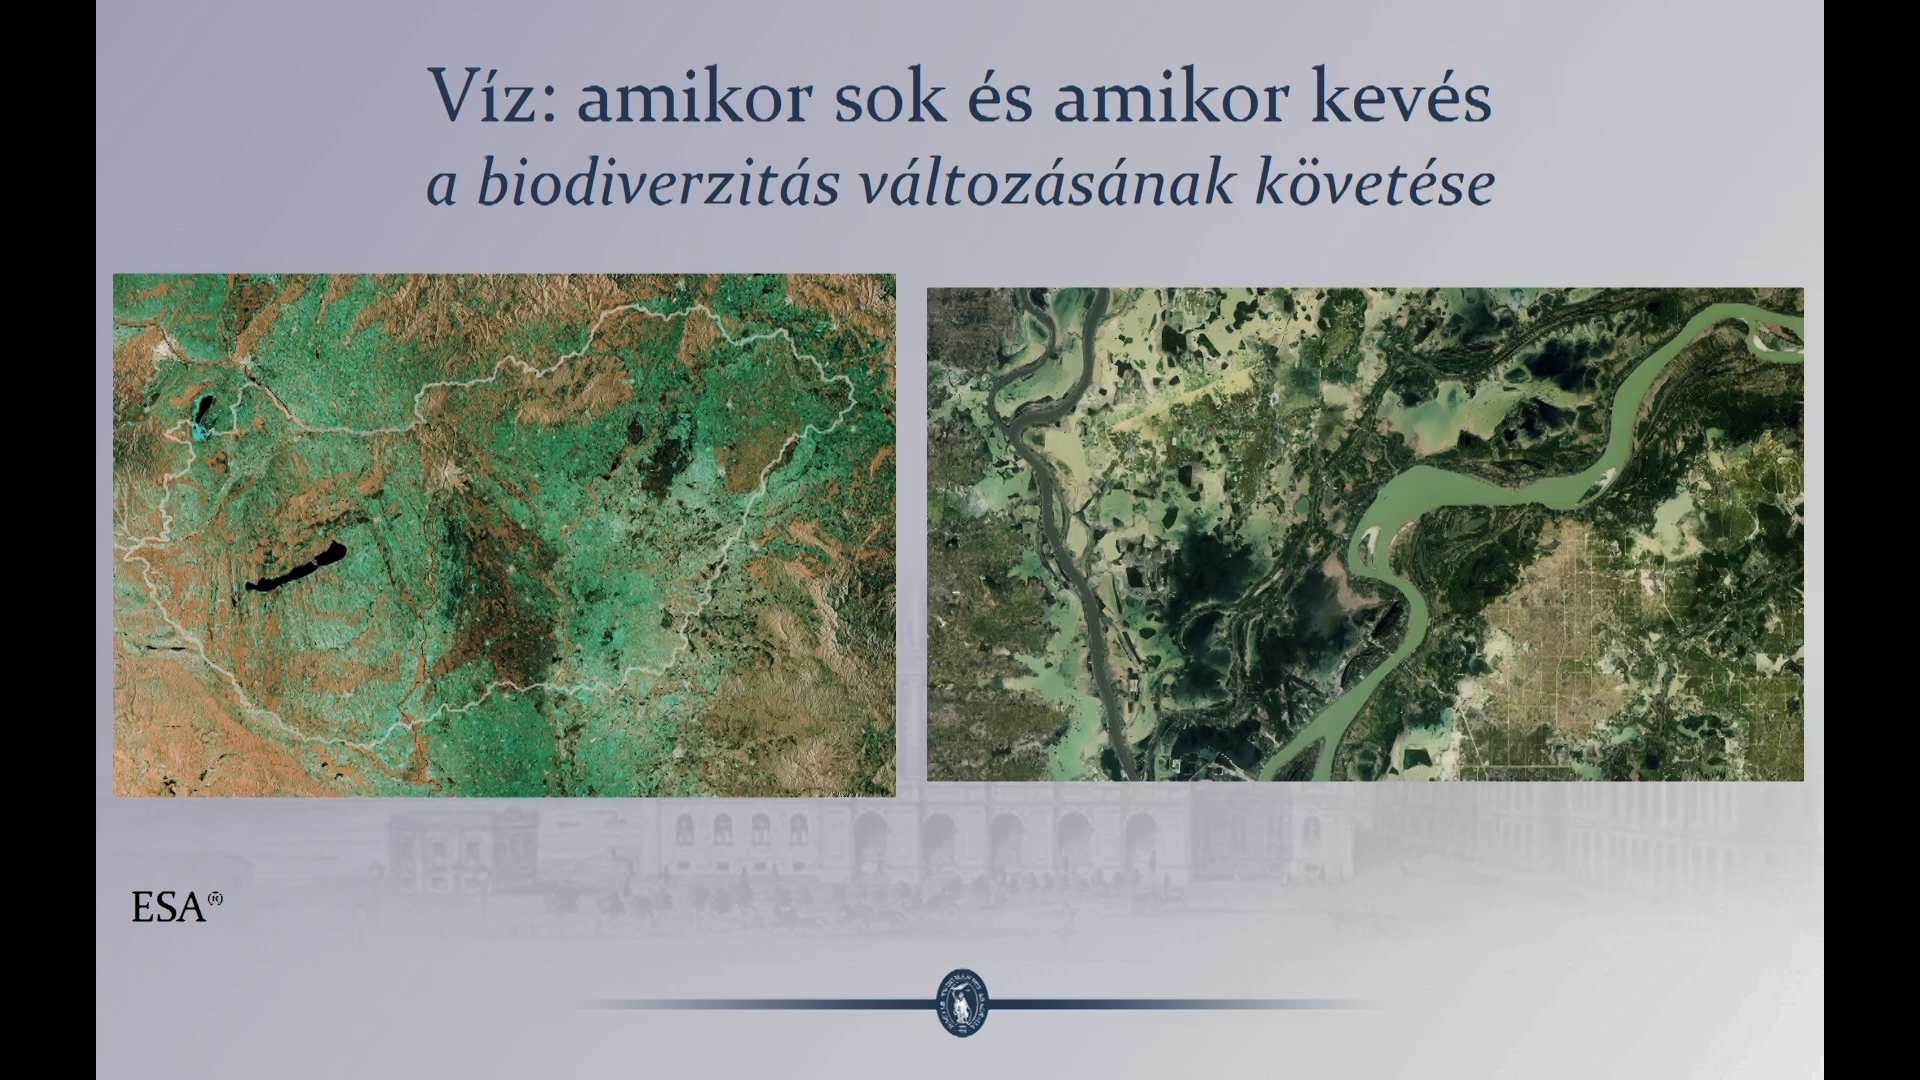 Víz: amikor sok és amikor kevés
a biodiverzitás változásának követése
ESA®